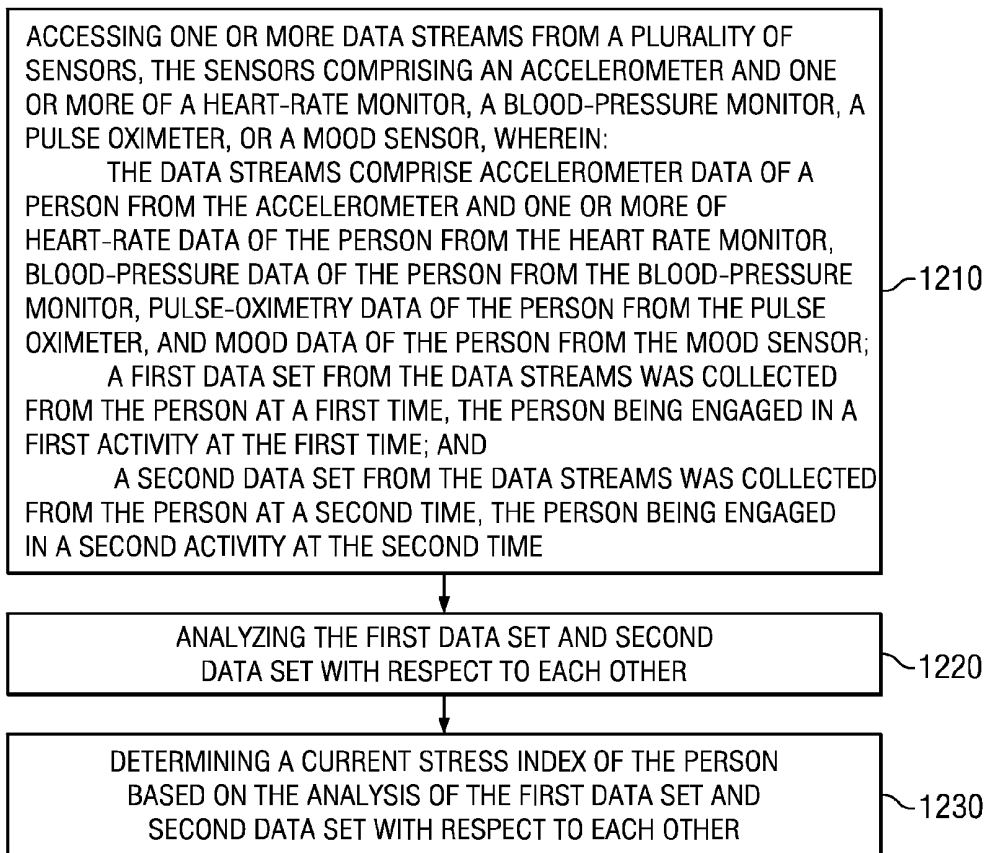 ACCESSING ONE OR MORE DATA STREAMS FROM A PLURALITY OF
SENSORS, THE SENSORS COMPRISING AN ACCELEROMETER AND ONE
OR MORE OF A HEART-RATE MONITOR, A BLOOD-PRESSURE MONITOR, A
PULSE OXIMETER, OR A MOOD SENSOR, WHEREIN:
THE DATA STREAMS COMPRISE ACCELEROMETER DATA OF A
PERSON FROM THE ACCELEROMETER AND ONE OR MORE OF
HEART-RATE DATA OF THE PERSON FROM THE HEART RATE MONITOR,
BLOOD-PRESSURE DATA OF THE PERSON FROM THE BLOOD-PRESSURE
MONITOR, PULSE-OXIMETRY DATA OF THE PERSON FROM THE PULSE
OXIMETER, AND MOOD DATA OF THE PERSON FROM THE MOOD SENSOR;
A FIRST DATA SET FROM THE DATA STREAMS WAS COLLECTED
FROM THE PERSON AT A FIRST TIME, THE PERSON BEING ENGAGED IN A
FIRST ACTIVITY AT THE FIRST TIME; AND
A SECOND DATA SET FROM THE DATA STREAMS WAS COLLECTED
FROM THE PERSON AT A SECOND TIME, THE PERSON BEING ENGAGED
IN A SECOND ACTIVITY AT THE SECOND TIME
1210
ANALYZING THE FIRST DATA SET AND SECOND
DATA SET WITH RESPECT TO EACH OTHER
1220
DETERMINING A CURRENT STRESS INDEX OF THE PERSON
BASED ON THE ANALYSIS OF THE FIRST DATA SET AND
SECOND DATA SET WITH RESPECT TO EACH OTHER
1230